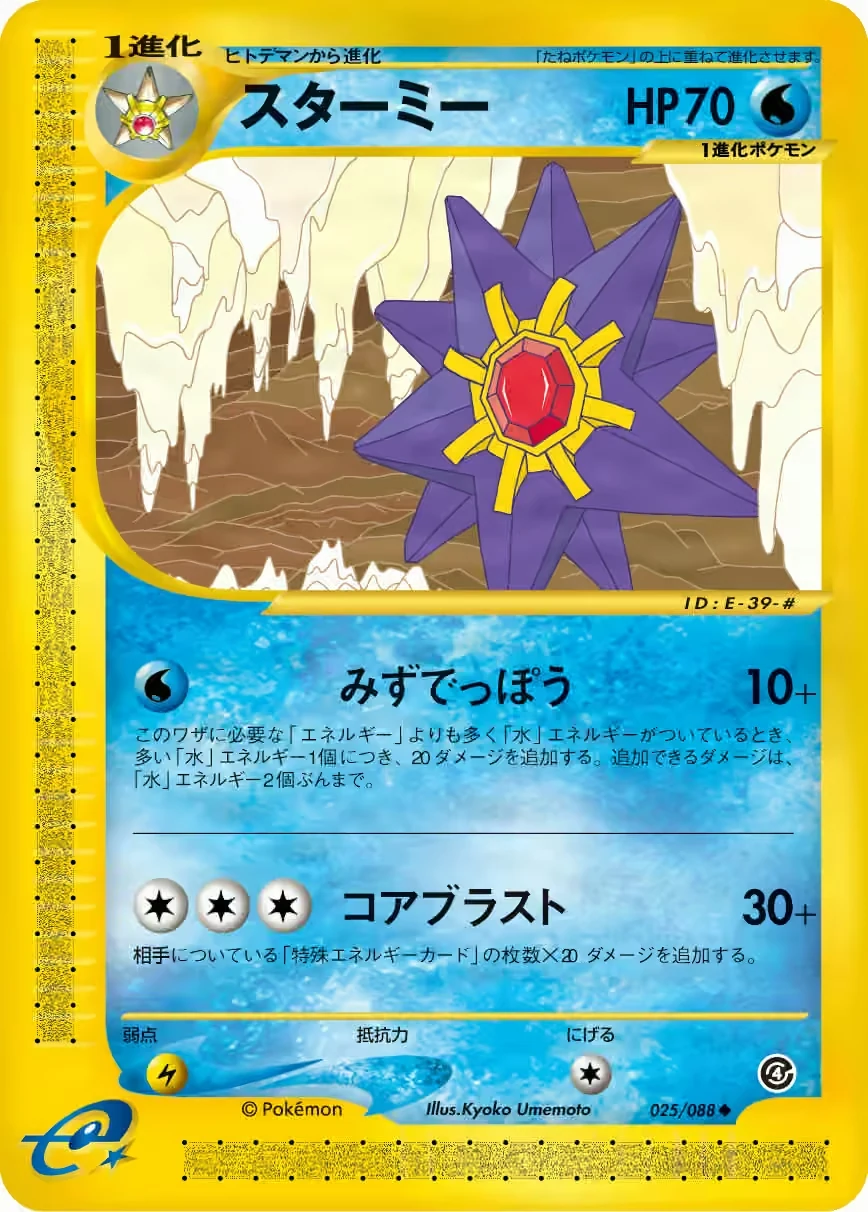 1進化
ヒトデマンから進化
「たねポケモン」の上に重ねて進化させます。
スターミー
HP70
1進化ポケモン
ID:E-39-#
みずでっぽう
10+
このワザに必要な「エネルギー」よりも多く「水」エネルギーがついているとき、
多い「水」エネルギー1個につき、20ダメージを追加する。追加できるダメージは、
「水」エネルギー2個ぶんまで。
コアブラスト
30+
相手についている「特殊エネルギーカード」の枚数×20 ダメージを追加する。
弱点
抵抗力
にげる
4
© Pokémon
Illus.Kyoko Umemoto
025/088◆
e